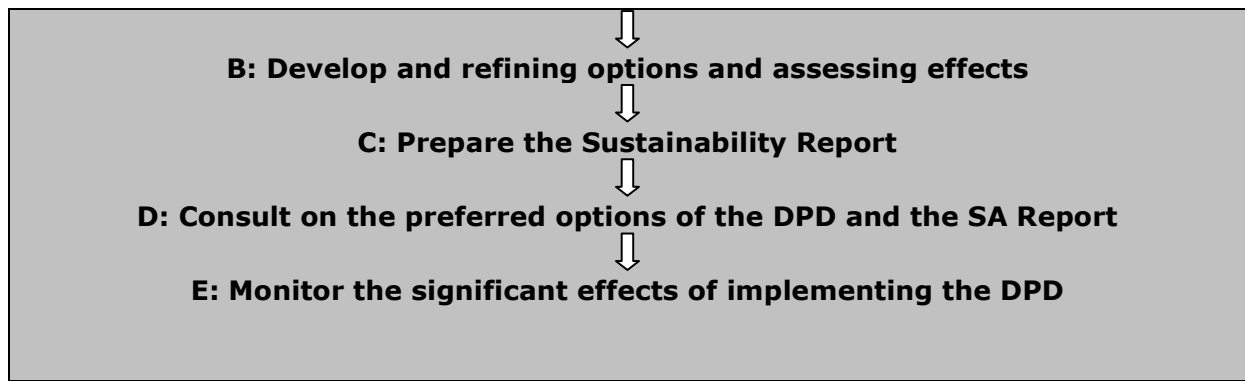 B: Develop and refining options and assessing effects
C: Prepare the Sustainability Report
D: Consult on the preferred options of the DPD and the SA Report
E: Monitor the significant effects of implementing the DPD